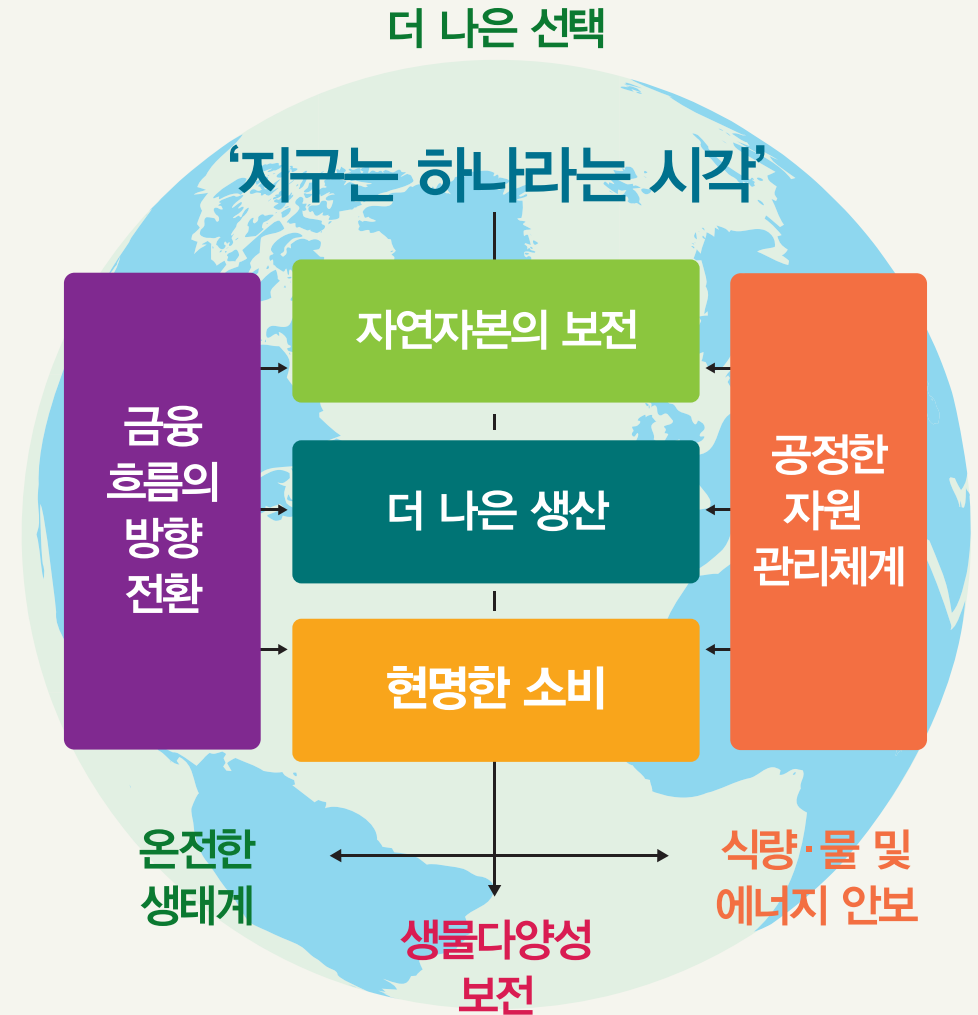 더 나은 선택
‘지구는 하나라는 시각’
자연자본의 보전
금융
흐름의
방향
전환
더 나은 생산
공정한
자원
관리체계
현명한 소비
온전한
생태계
식량·물 및
에너지 안보
생물다양성
보전